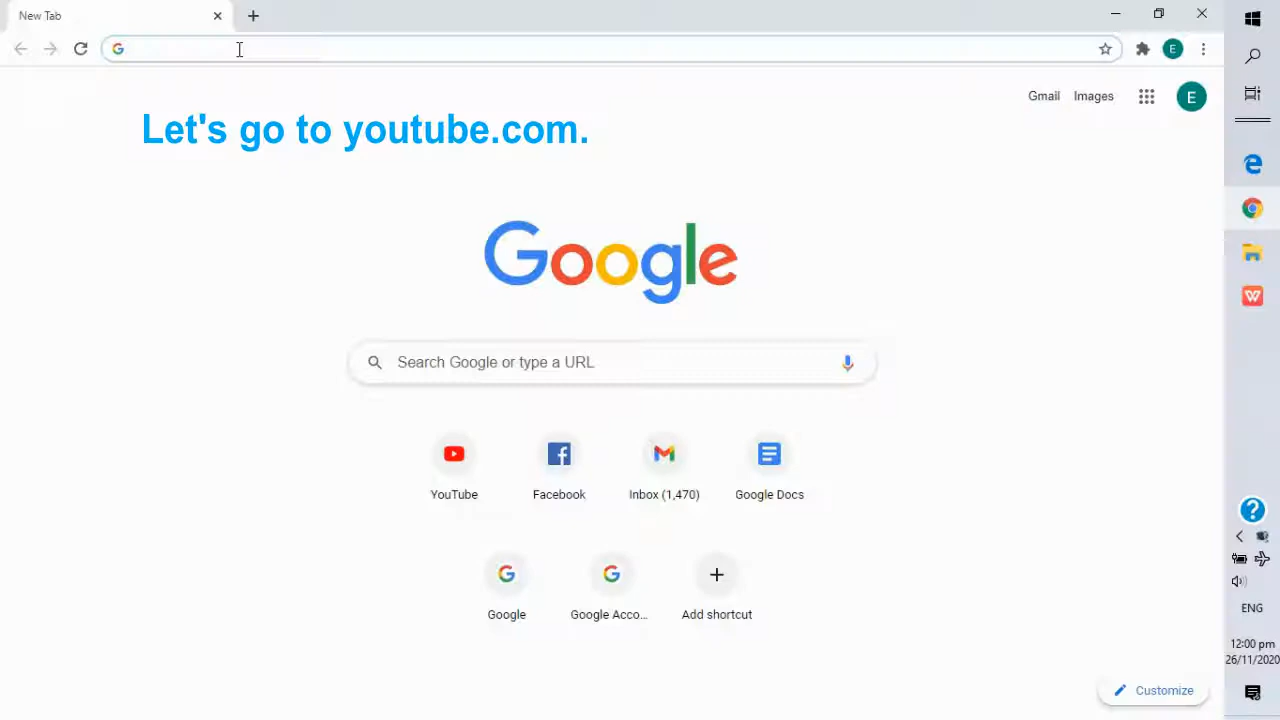 New Tab
Gmail Images
E
E
Let's go to youtube.com.
Google
Search Google or type a URL
YouTube Facebook Inbox (1,470) Google Docs
Google Google Acco... Add shortcut
ENG
12:00 pm
26/11/2020
Customize